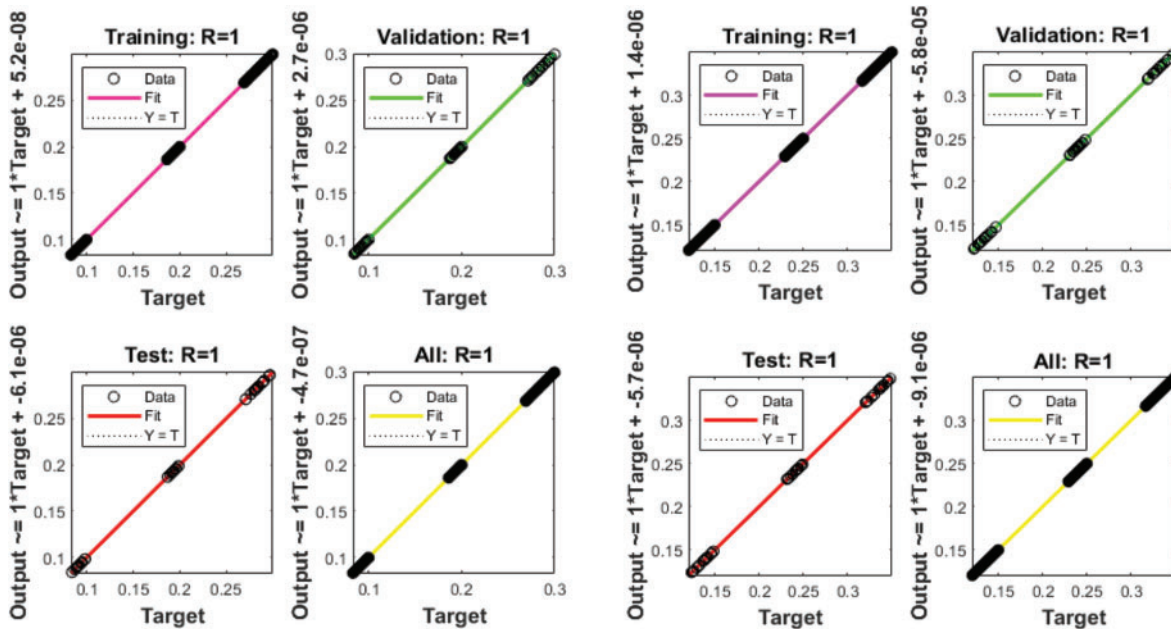 Training: R=1
Output ~= 1*Target + 5.2e-08
Data
Fit
Y = T
0.25
0.2
0.15
0.1
0.1
0.2
0.25
Target
Validation: R=1
Output ~= 1*Target + 2.7e-06
Data
Fit
Y = T
0.3
0.25
0.2
0.15
0.1
0.1
0.2
0.3
Target
Training: R=1
Output ~= 1*Target + 1.4e-06
Data
Fit
Y = T
0.3
0.25
0.2
0.15
0.15
0.2
0.25
0.3
Target
Validation: R=1
Output ~= 1*Target + -5.8e-05
Data
Fit
Y = T
0.3
0.25
0.2
0.15
0.15
0.2
0.25
0.3
Target
Test: R=1
Output ~= 1*Target + -6.1e-06
Data
Fit
Y = T
0.25
0.2
0.15
0.1
0.1
0.2
0.25
Target
All: R=1
Output ~= 1*Target + -4.7e-07
Data
Fit
Y = T
0.3
0.25
0.2
0.15
0.1
0.1
0.2
0.3
Target
Test: R=1
Output ~= 1*Target + -5.7e-06
Data
Fit
Y = T
0.3
0.25
0.2
0.15
0.15
0.2
0.25
0.3
Target
All: R=1
Output ~= 1*Target + -9.1e-06
Data
Fit
Y = T
0.3
0.25
0.2
0.15
0.15
0.2
0.25
0.3
Target